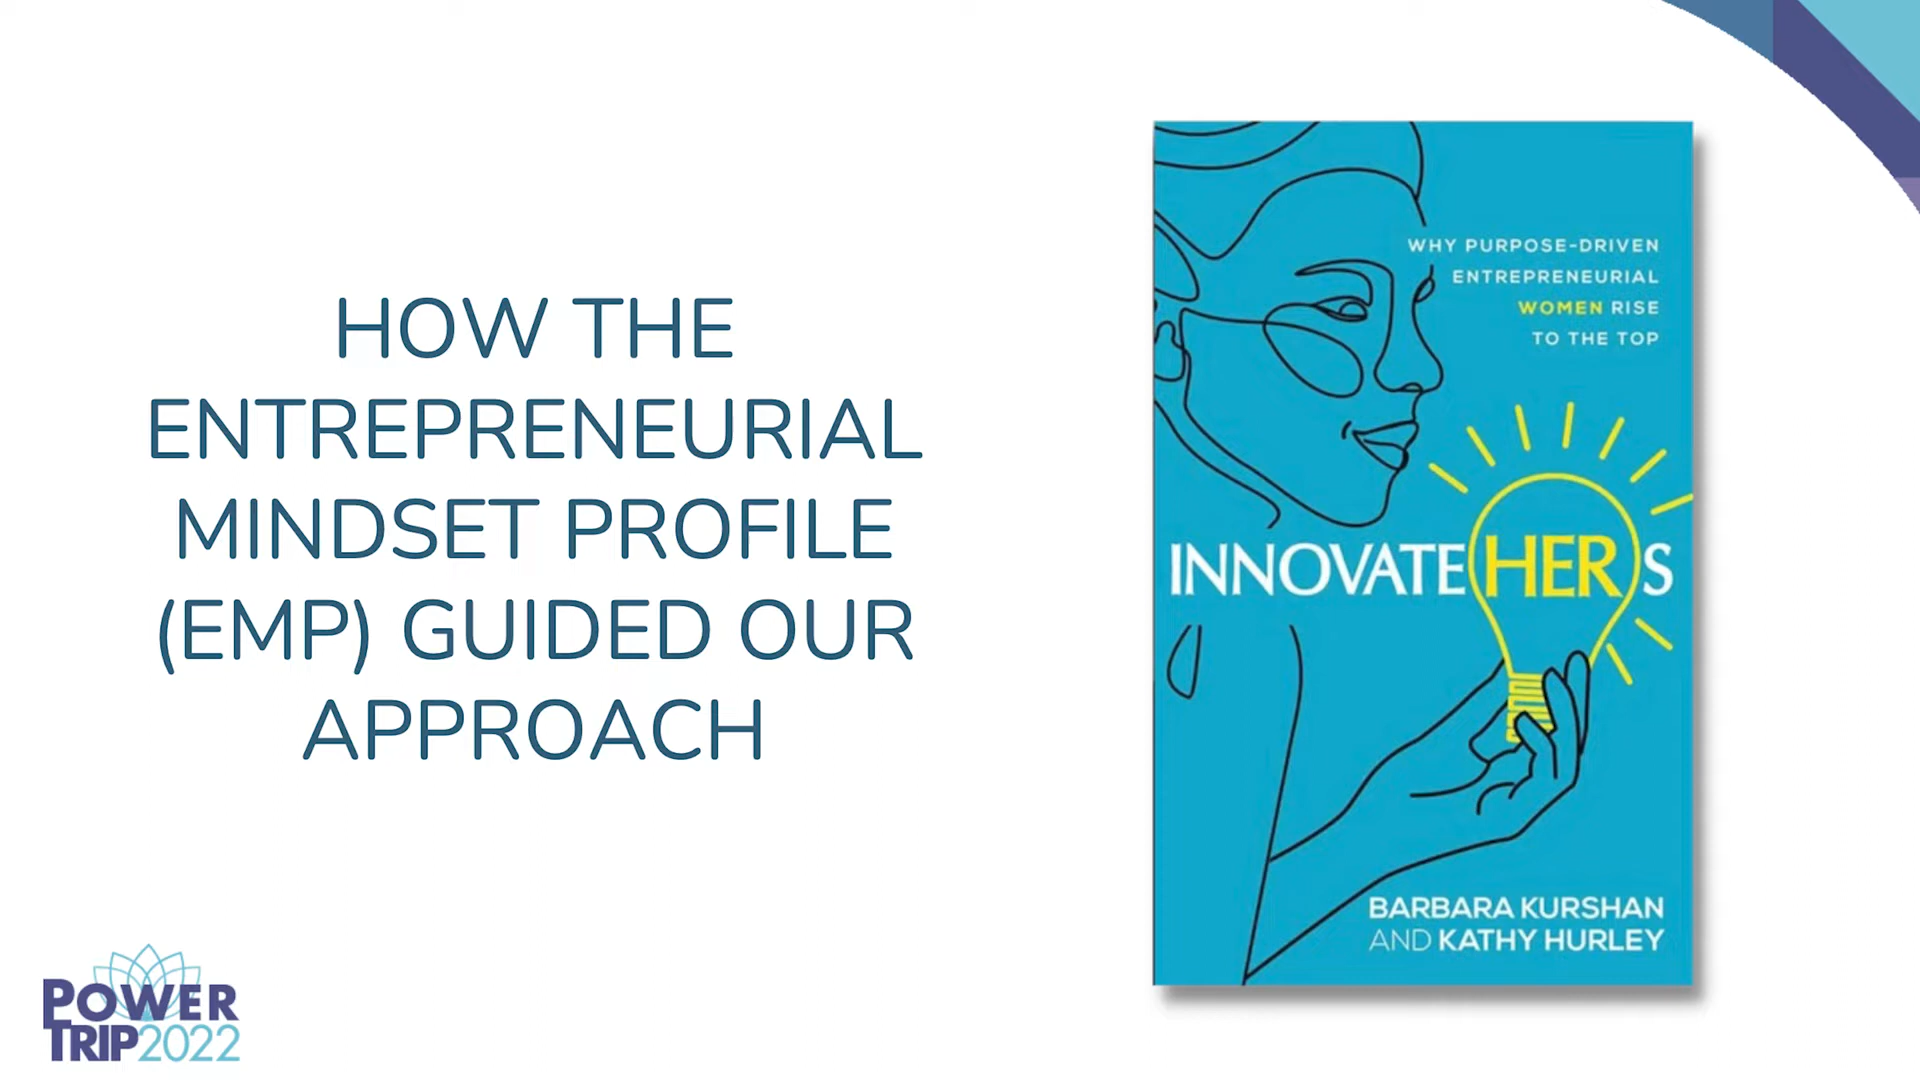 HOW THE
ENTREPRENEURIAL
MINDSET PROFILE
(EMP) GUIDED OUR
APPROACH
WHY PURPOSE-DRIVEN
ENTREPRENEURIAL
WOMEN RISE
TO THE TOP
INNOVATEHERS
BARBARA KURSHAN
AND KATHY HURLEY
POWER
TRIP2022